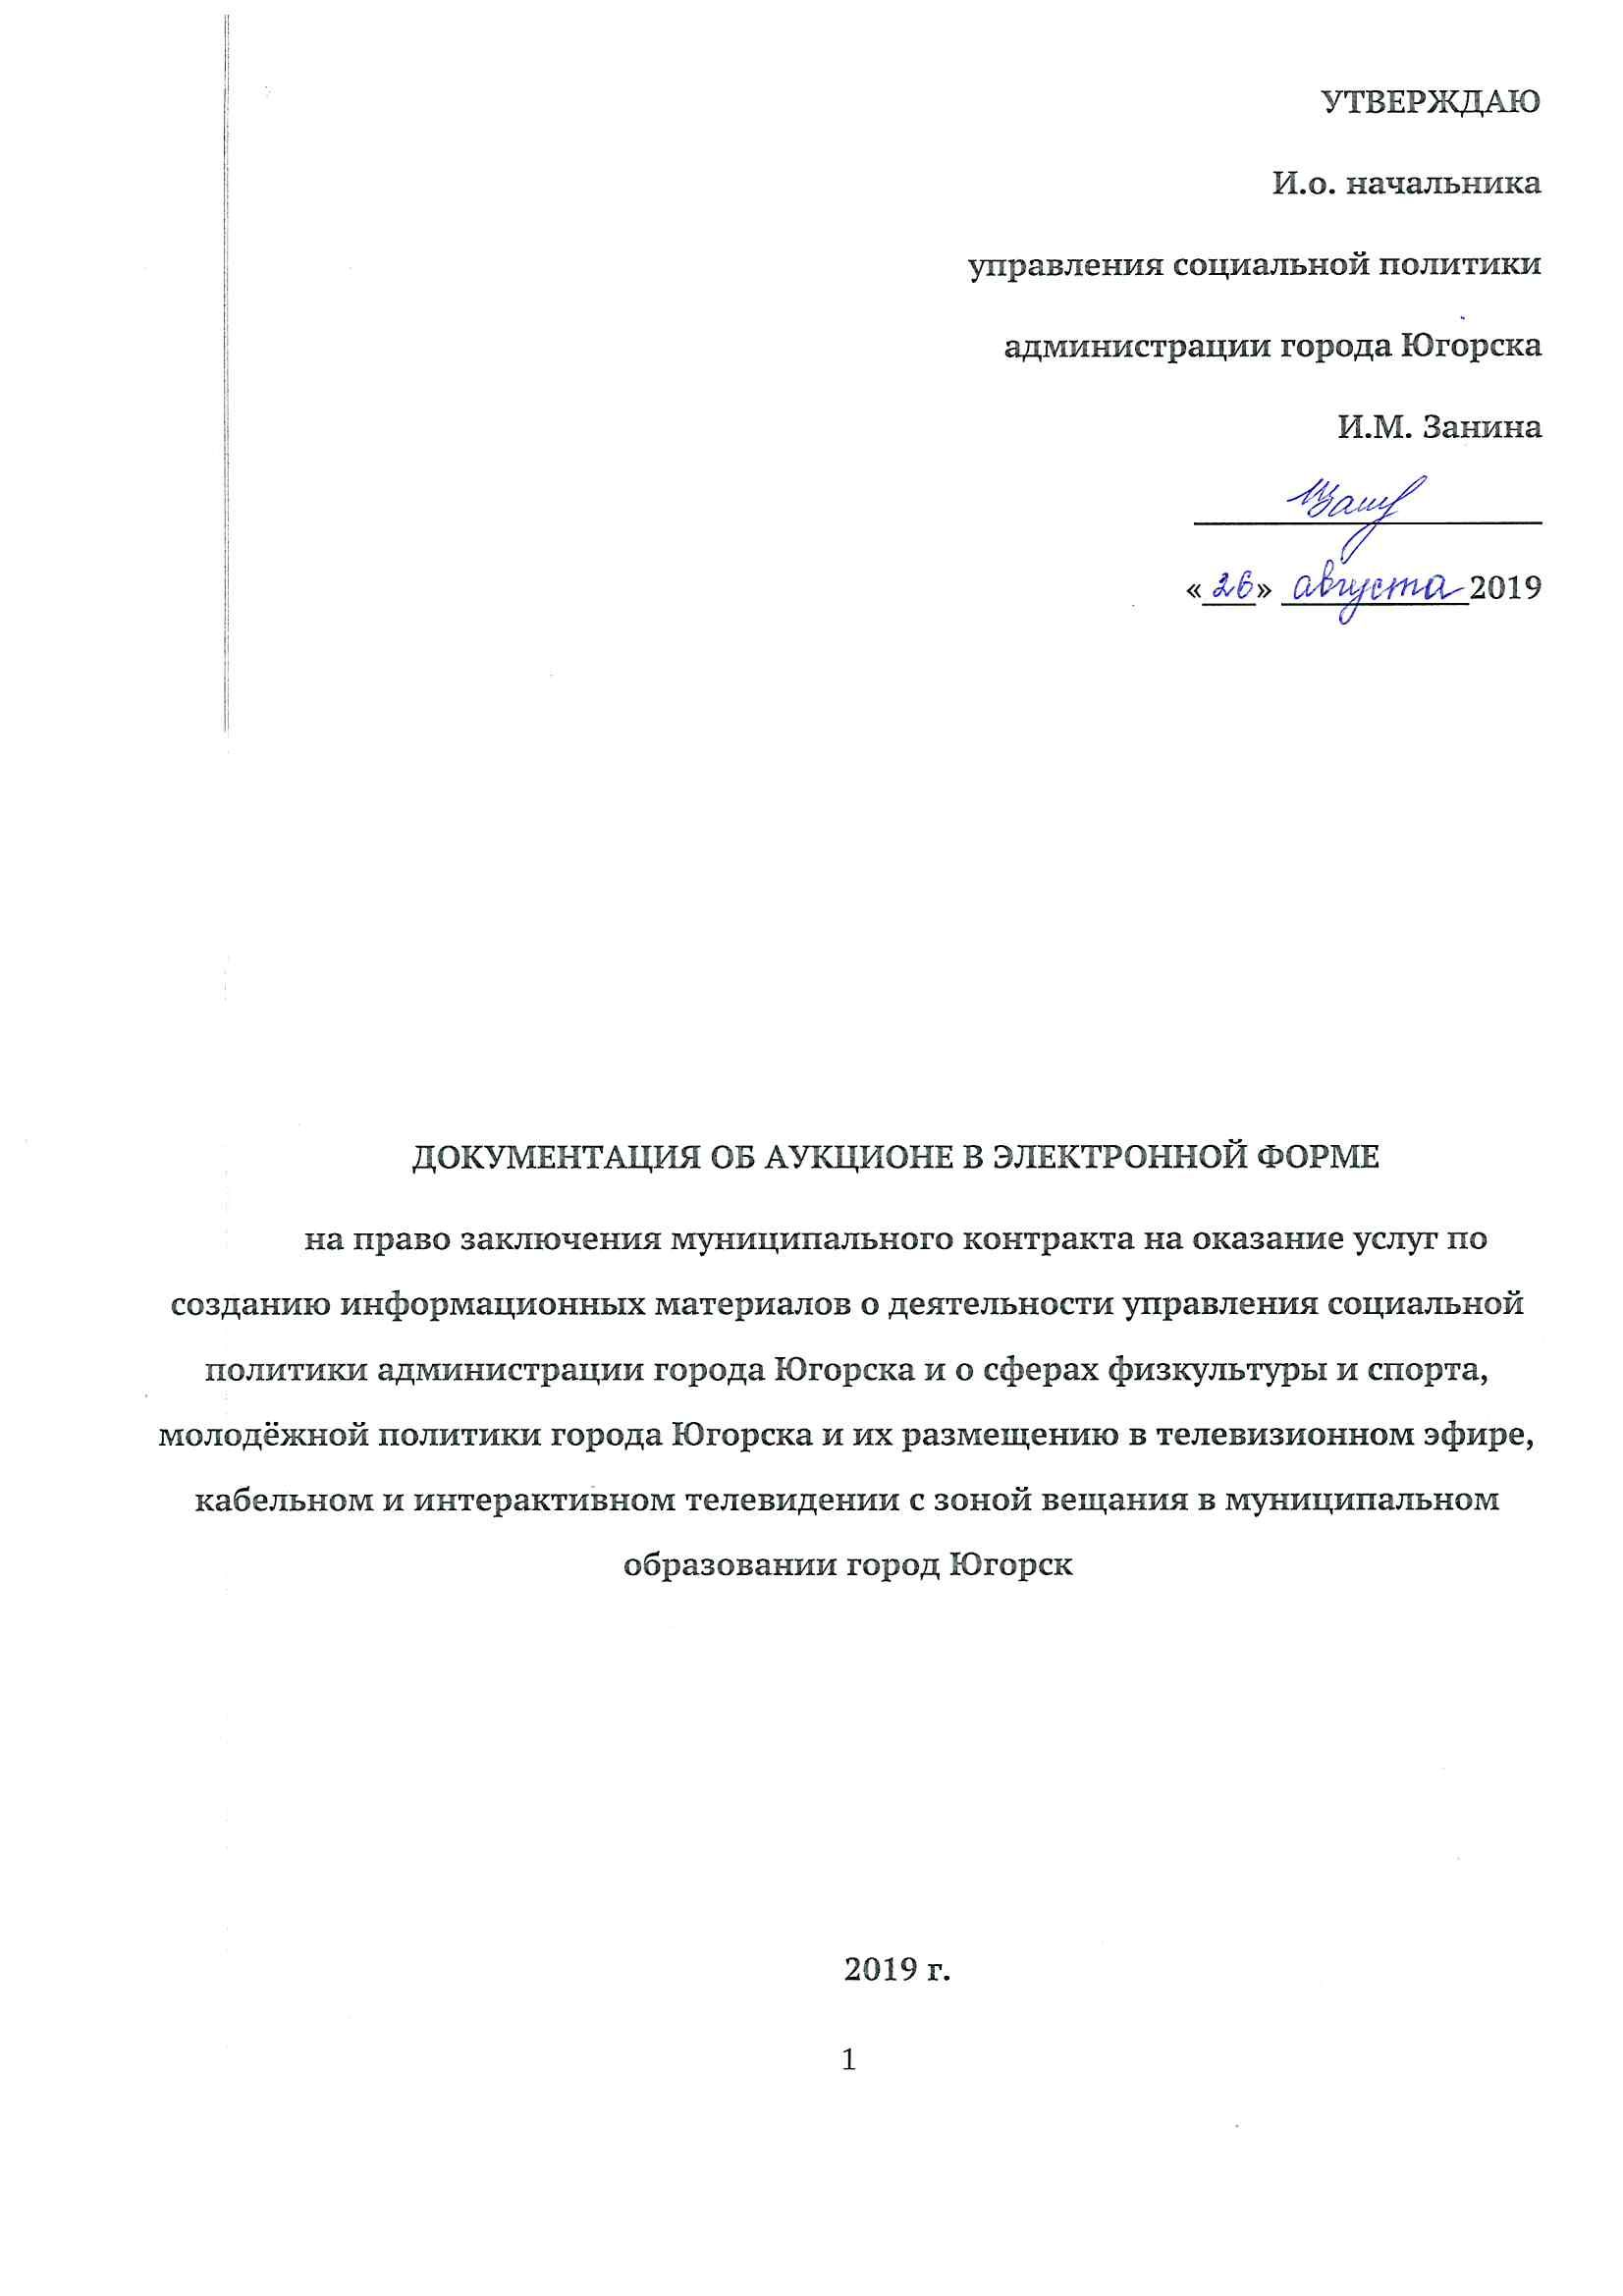 УТВЕРЖДАЮ
И.о. начальника
управления социальной политики
администрации города Югорска
И.М. Занина
«26» августа 2019
ДОКУМЕНТАЦИЯ ОБ АУКЦИОНЕ В ЭЛЕКТРОННОЙ ФОРМЕ
на право заключения муниципального контракта на оказание услуг по
созданию информационных материалов о деятельности управления социальной
политики администрации города Югорска и о сферах физкультуры и спорта,
молодёжной политики города Югорска и их размещению в телевизионном эфире,
кабельном и интерактивном телевидении с зоной вещания в муниципальном
образовании город Югорск
2019 г.
1